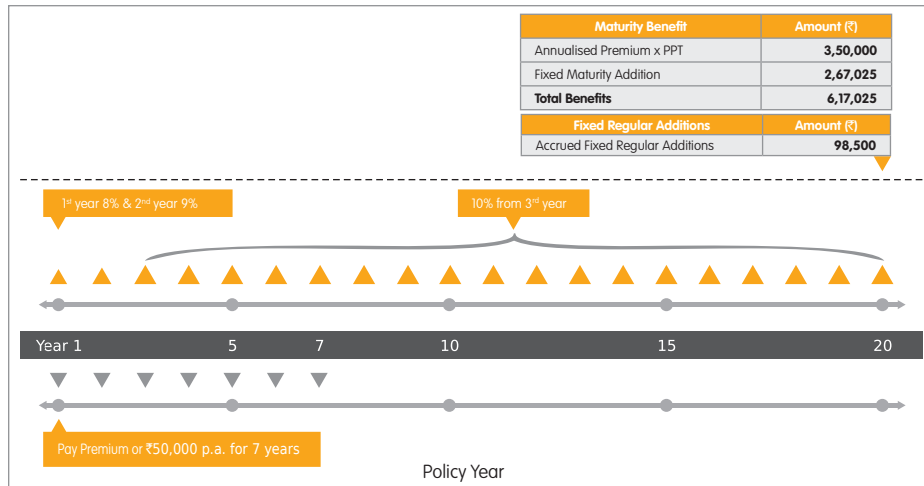 Maturity Benefit Amount (₹)
Annualised Premium x PPT 3,50,000
Fixed Maturity Addition 2,67,025
Total Benefits 6,17,025
Fixed Regular Additions Amount (₹)
Accrued Fixed Regular Additions 98,500
1st year 8% & 2nd year 9% 10% from 3rd year
Year 1 5 7 10 15 20
Pay Premium or ₹50,000 p.a. for 7 years
Policy Year